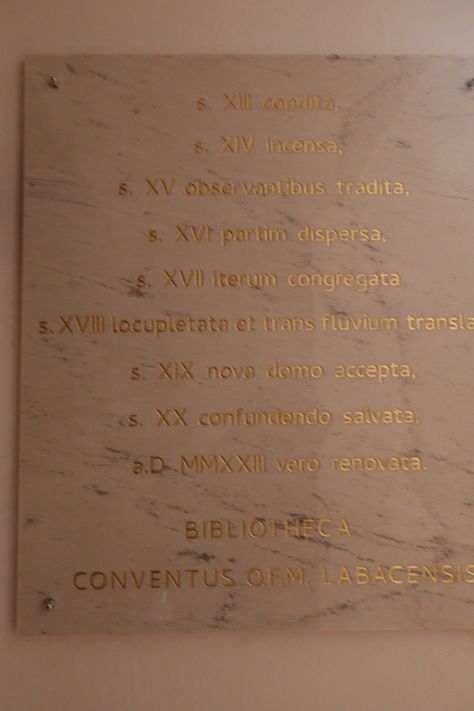 s. XIII condita,
s. XIV incensa,
s. XV observantibus tradita,
s. XVI partim dispersa,
s. XVII iterum congregata,
s. XVIII locupletata et trans fluvium transla
s. XIX nova domo accepta,
s. XX confundendo salvata,
a.D MMXXIII vero renovata.
BIBLIOTHECA
CONVENTUS O.F.M. LABACENSIS